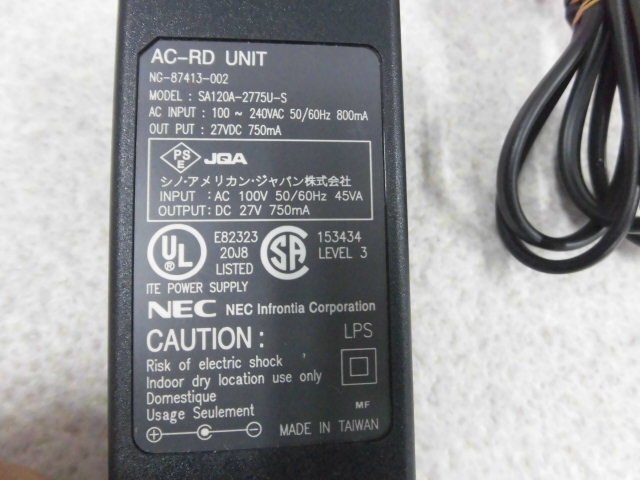 AC-RD UNIT
NG-87413-002
MODEL : SA120A-2775U-S
AC INPUT : 100 ~ 240VAC 50/60Hz 800mA
OUT PUT : 27VDC 750mA
PS
E
JQA
シノ･アメリカン･ジャパン株式会社
INPUT :AC 100V 50/60Hz 45VA
OUTPUT: DC 27V 750mA
UL
®
E82323
20J8
LISTED
SA
153434
LEVEL 3
ITE POWER SUPPLY
NEC NEC Infrontia Corporation
CAUTION :
LPS
Risk of electric shock
Indoor dry location use only
Domestique
Usage Seulement
MF
MADE IN TAIWAN